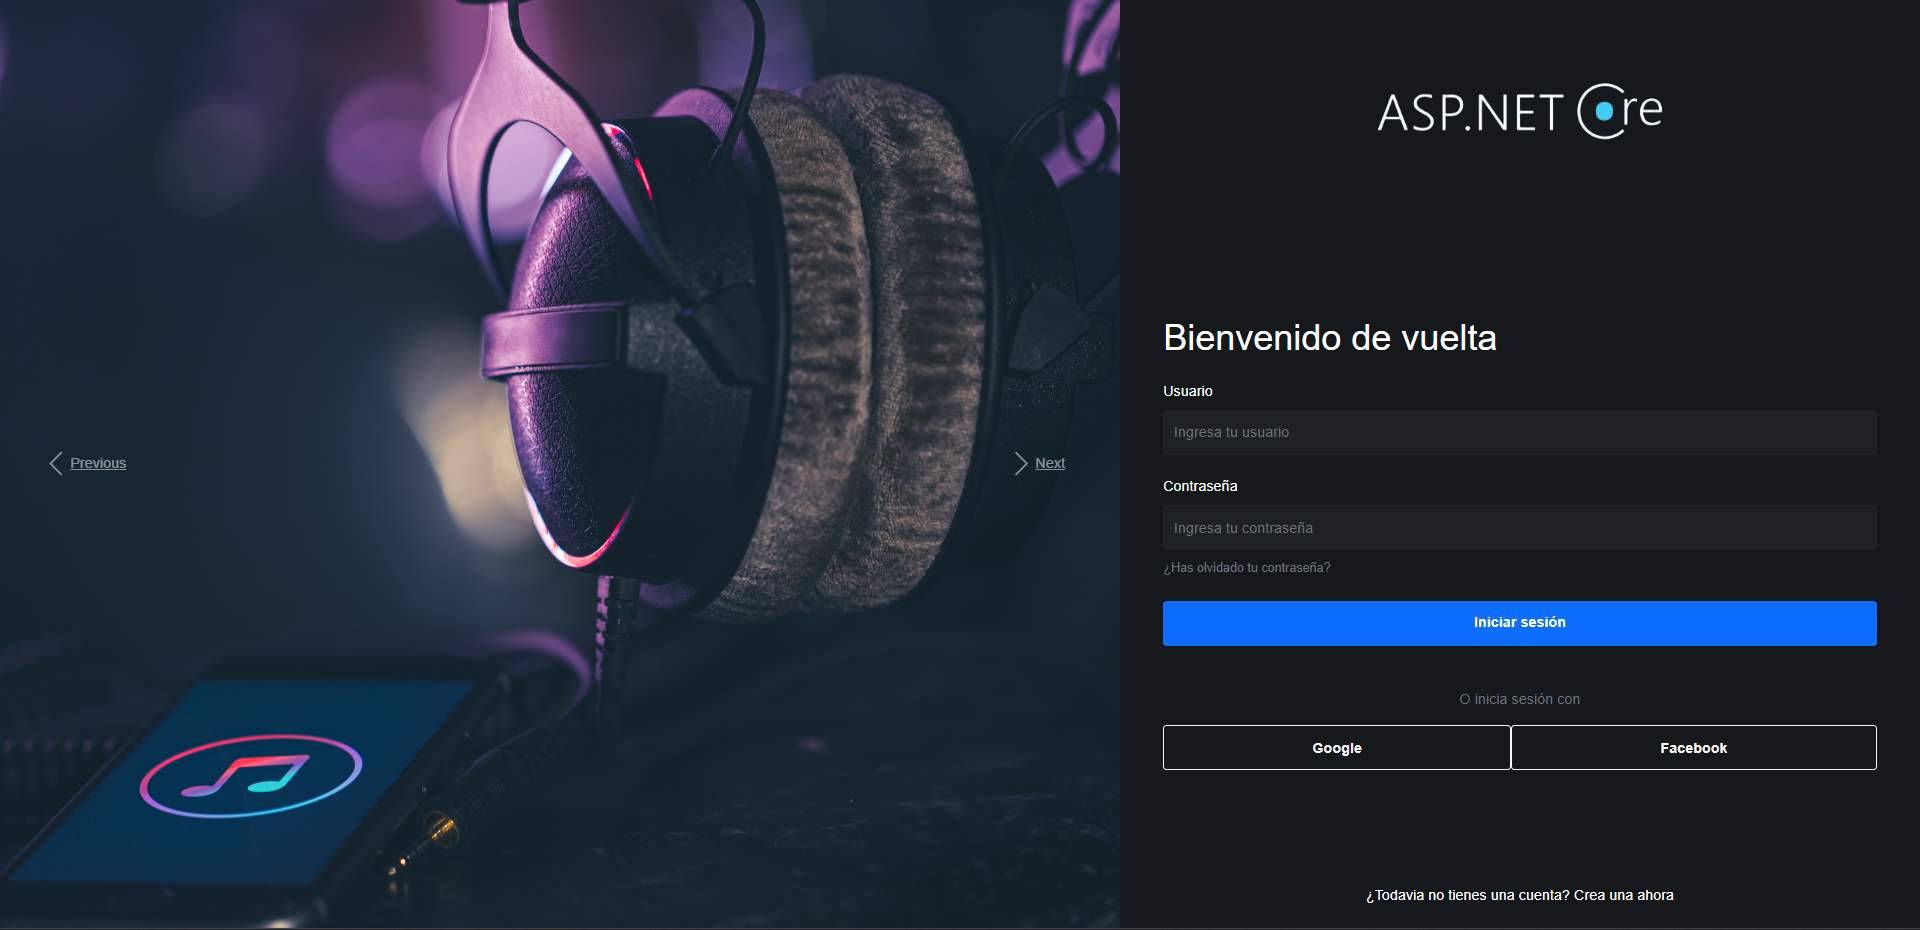 ASP.NET Core
Bienvenido de vuelta
Usuario
Ingresa tu usuario
Contraseña
Ingresa tu contraseña
¿Has olvidado tu contraseña?
Iniciar sesión
O inicia sesión con
Google
Facebook
¿Todavia no tienes una cuenta? Crea una ahora
Previous
Next